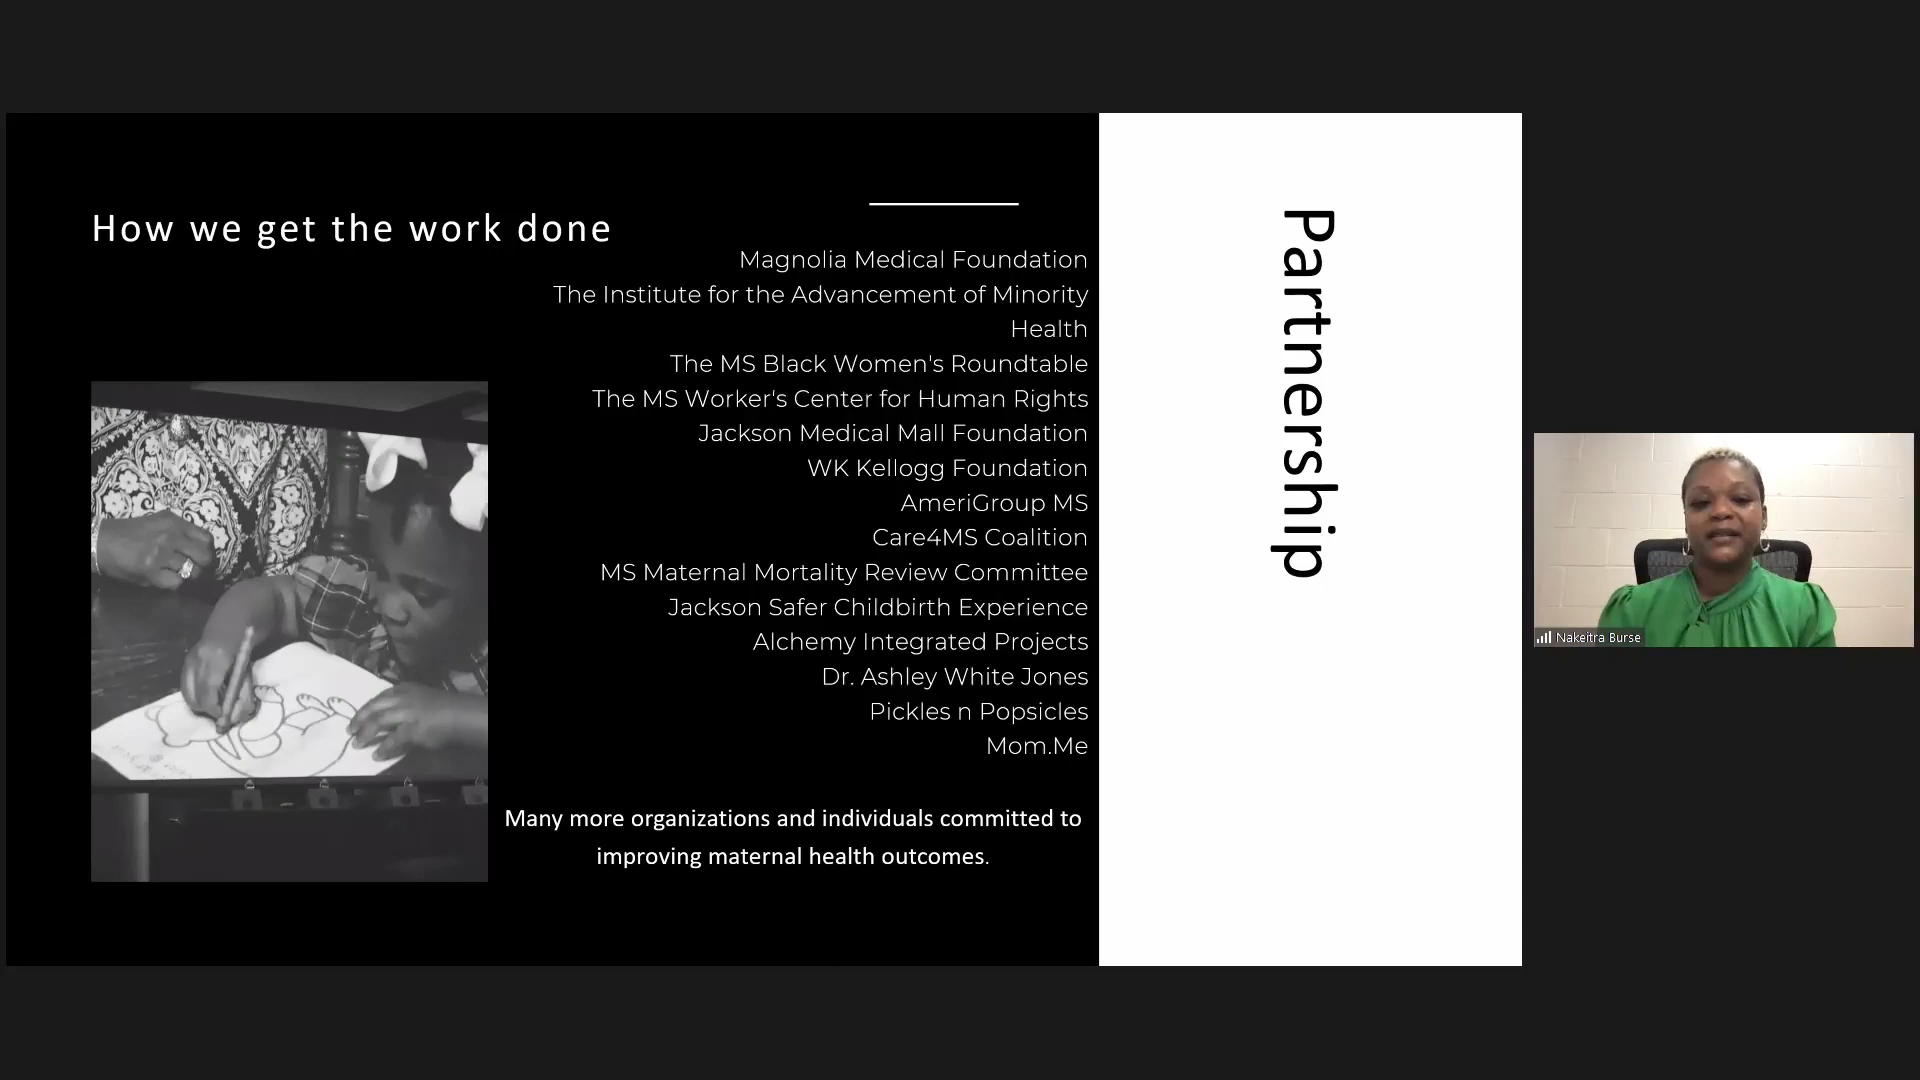 How we get the work done
Magnolia Medical Foundation
The Institute for the Advancement of Minority
Health
The MS Black Women's Roundtable
The MS Worker's Center for Human Rights
Jackson Medical Mall Foundation
WK Kellogg Foundation
AmeriGroup MS
Care4MS Coalition
MS Maternal Mortality Review Committee
Jackson Safer Childbirth Experience
Alchemy Integrated Projects
Dr. Ashley White Jones
Pickles n Popsicles
Mom.Me
Many more organizations and individuals committed to
improving maternal health outcomes.
Partnership
Nakeitra Burse